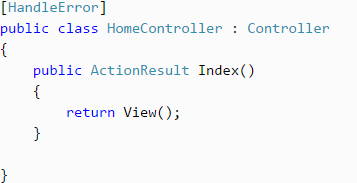 [HandleError]
public class HomeController : Controller
{
    public ActionResult Index()
    {
        return View();
    }
}